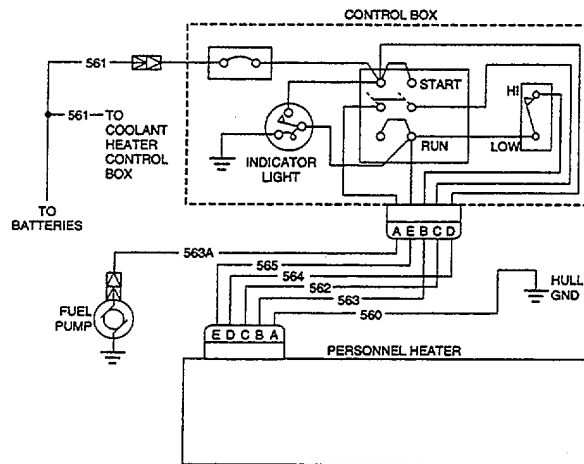 CONTROL BOX
561
START
HI
561 TO
COOLANT
HEATER
CONTROL
BOX
INDICATOR
LIGHT
RUN
LOW
TO
BATTERIES
A E B C D
563A
565
564
562
563
560
HULL
GND
FUEL
PUMP
E D C B A
PERSONNEL HEATER